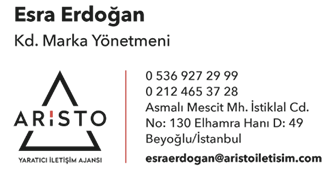 Esra Erdoğan
Kd. Marka Yönetmeni
ARISTO
YARATICI İLETİŞİM AJANSI
0 536 927 29 99
0 212 465 37 28
Asmalı Mescit Mh. İstiklal Cd.
No: 130 Elhamra Hanı D: 49
Beyoğlu/İstanbul
esraerdogan@aristoiletisim.com